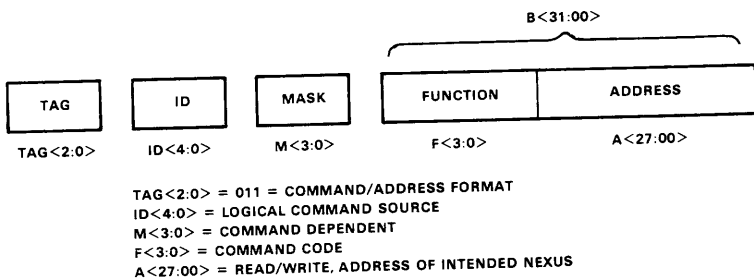 B<31:00>
TAG ID MASK FUNCTION ADDRESS
TAG<2:0> ID<4:0> M<3:0> F<3:0> A<27:00>
TAG<2:0> = 011 = COMMAND/ADDRESS FORMAT
ID<4:0> = LOGICAL COMMAND SOURCE
M<3:0> = COMMAND DEPENDENT
F<3:0> = COMMAND CODE
A<27:00> = READ/WRITE, ADDRESS OF INTENDED NEXUS